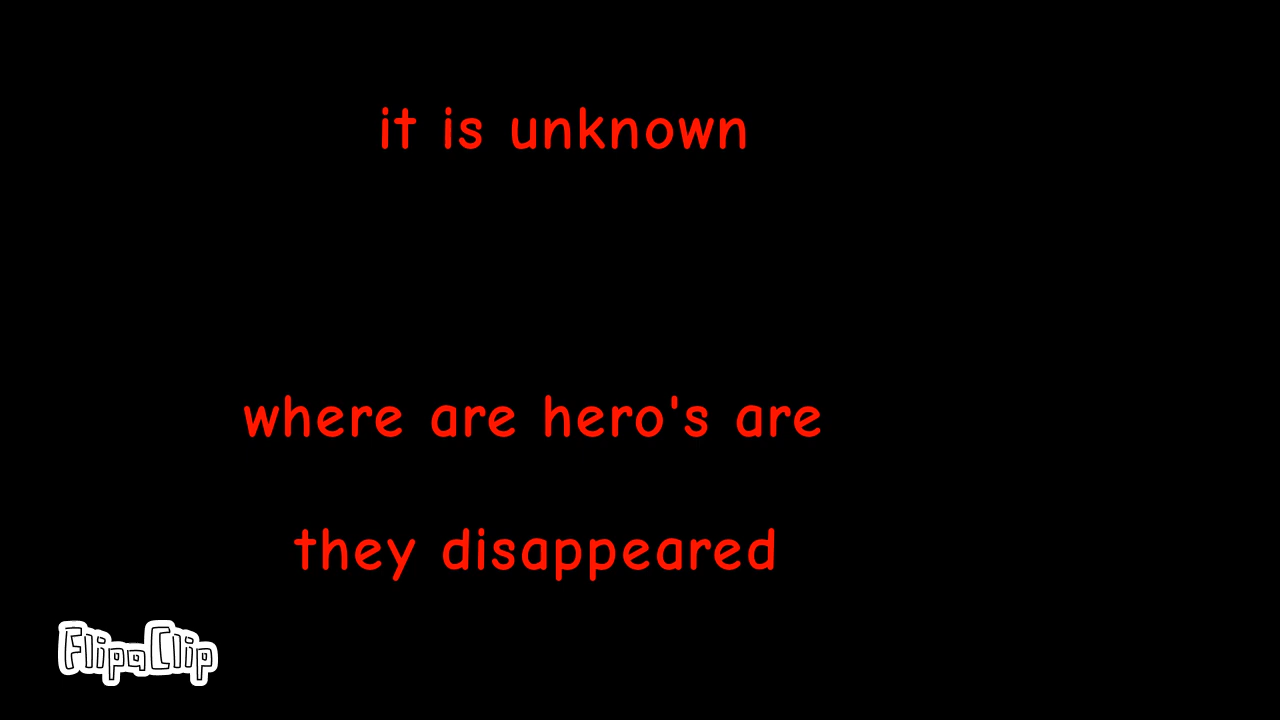 it is unknown
where are hero's are
they disappeared
FlipaClip